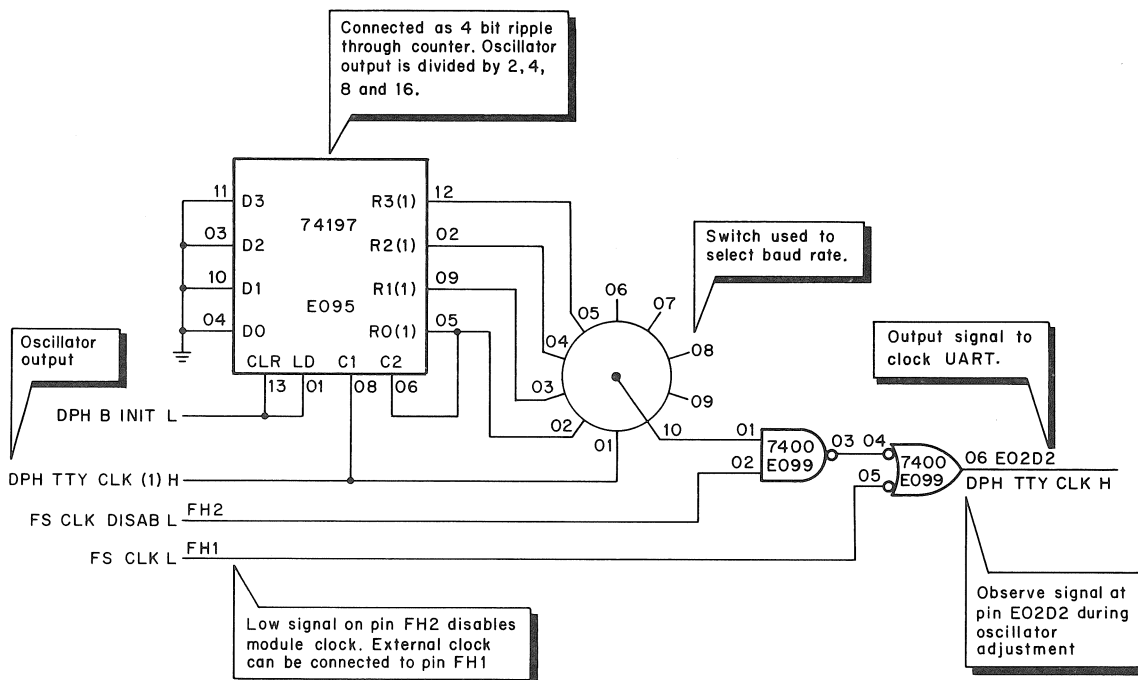 Connected as 4 bit ripple
through counter. Oscillator
output is divided by 2, 4,
8 and 16.
11 D3 R3(1) 12
74197
03 D2 R2(1) 02
10 D1 R1(1) 09
E095
04 D0 R0(1) 05
CLR LD C1 C2
13 01 08 06
Switch used to
select baud rate.
06
05 07
04 08
03 09
02
01
10
Oscillator
output
DPH B INIT L
DPH TTY CLK (1) H
FS CLK DISAB L FH2
FS CLK L FH1
01
02
7400
E099
03 04
05
7400
E099
06 E02D2
DPH TTY CLK H
Output signal to
clock UART.
Low signal on pin FH2 disables
module clock. External clock
can be connected to pin FH1
Observe signal at
pin E02D2 during
oscillator
adjustment